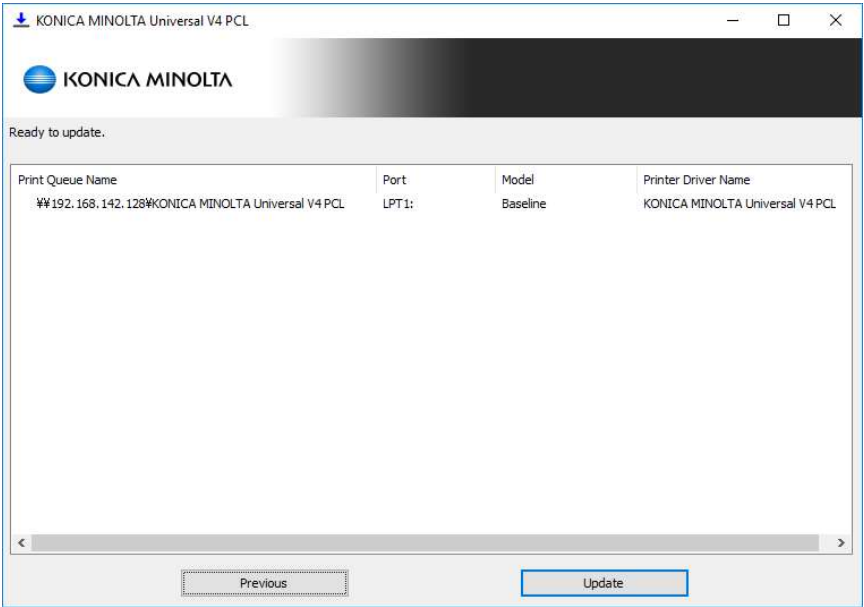 KONICA MINOLTA Universal V4 PCL
KONICA MINOLTA
Ready to update.
Print Queue Name Port Model Printer Driver Name
¥¥192.168.142.128¥KONICA MINOLTA Universal V4 PCL LPT1: Baseline KONICA MINOLTA Universal V4 PCL
Previous Update